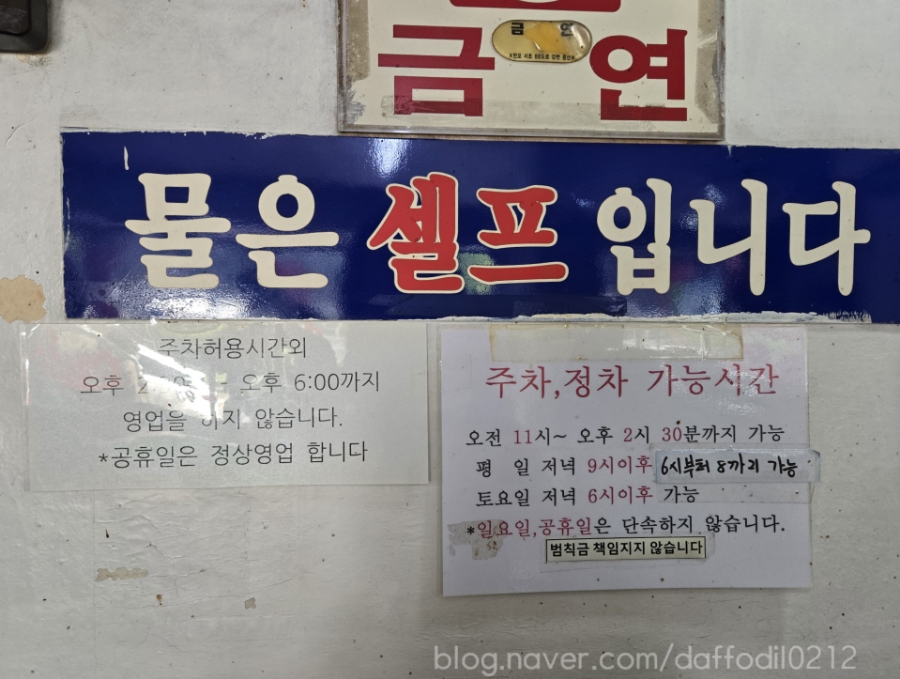 금 연
금 연
물은 셀프 입니다
주차허용시간외
오후 - 오후 6:00까지
영업을 하지 않습니다.
*공휴일은 정상영업 합니다
주차,정차 가능시간
오전 11시~ 오후 2시 30분까지 가능
평 일 저녁 9시이후 6시부터 8까지 가능
토요일 저녁 6시이후 가능
*일요일,공휴일은 단속하지 않습니다.
범칙금 책임지지 않습니다
blog.naver.com/daffodil0212